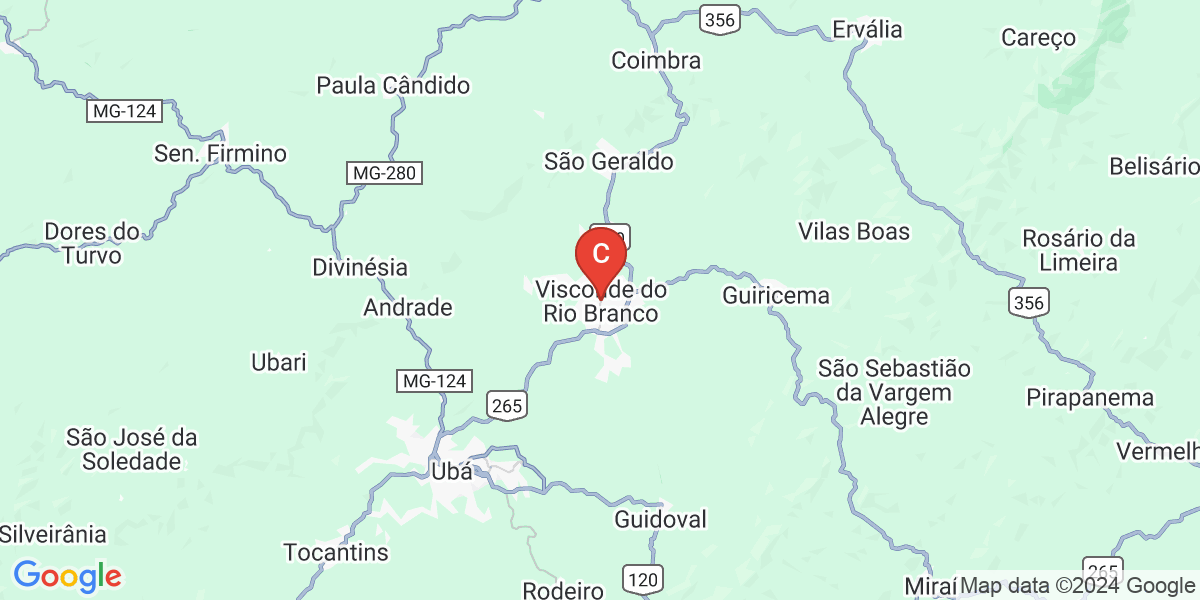 356
Ervália
Careço
Coimbra
Paula Cândido
MG-124
Sen. Firmino
São Geraldo
MG-280
Belisário
Dores do
Turvo
Vilas Boas
Rosário da
Limeira
C
Divinésia
Visconde do
Rio Branco
Guiricema
Andrade
356
Ubari
São Sebastião
da Vargem
Alegre
MG-124
265
Pirapanema
São José da
Soledade
Vermelh
Ubá
Guidoval
Silveirânia
Tocantins
265
Google
120
Rodeiro
Miraí
Map data ©2024 Google